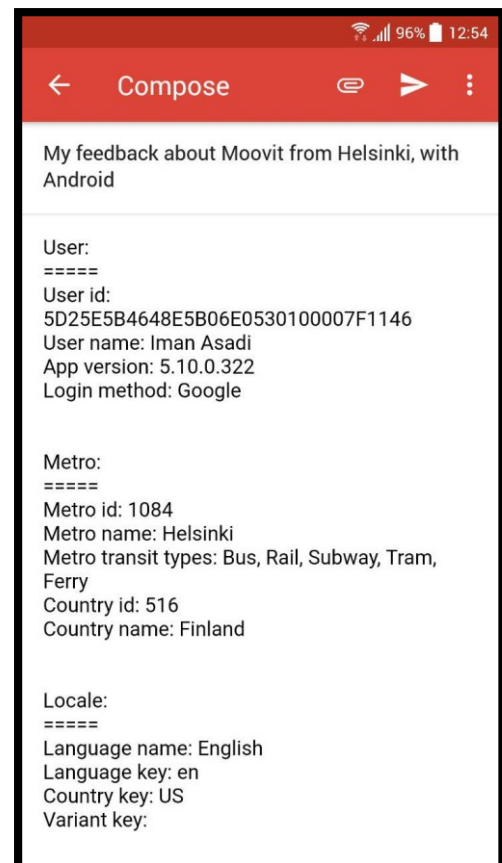 96% 12:54
Compose
My feedback about Moovit from Helsinki, with
Android
User:
=====
User id:
5D25E5B4648E5B06E0530100007F1146
User name: Iman Asadi
App version: 5.10.0.322
Login method: Google
Metro:
=====
Metro id: 1084
Metro name: Helsinki
Metro transit types: Bus, Rail, Subway, Tram,
Ferry
Country id: 516
Country name: Finland
Locale:
=====
Language name: English
Language key: en
Country key: US
Variant key: